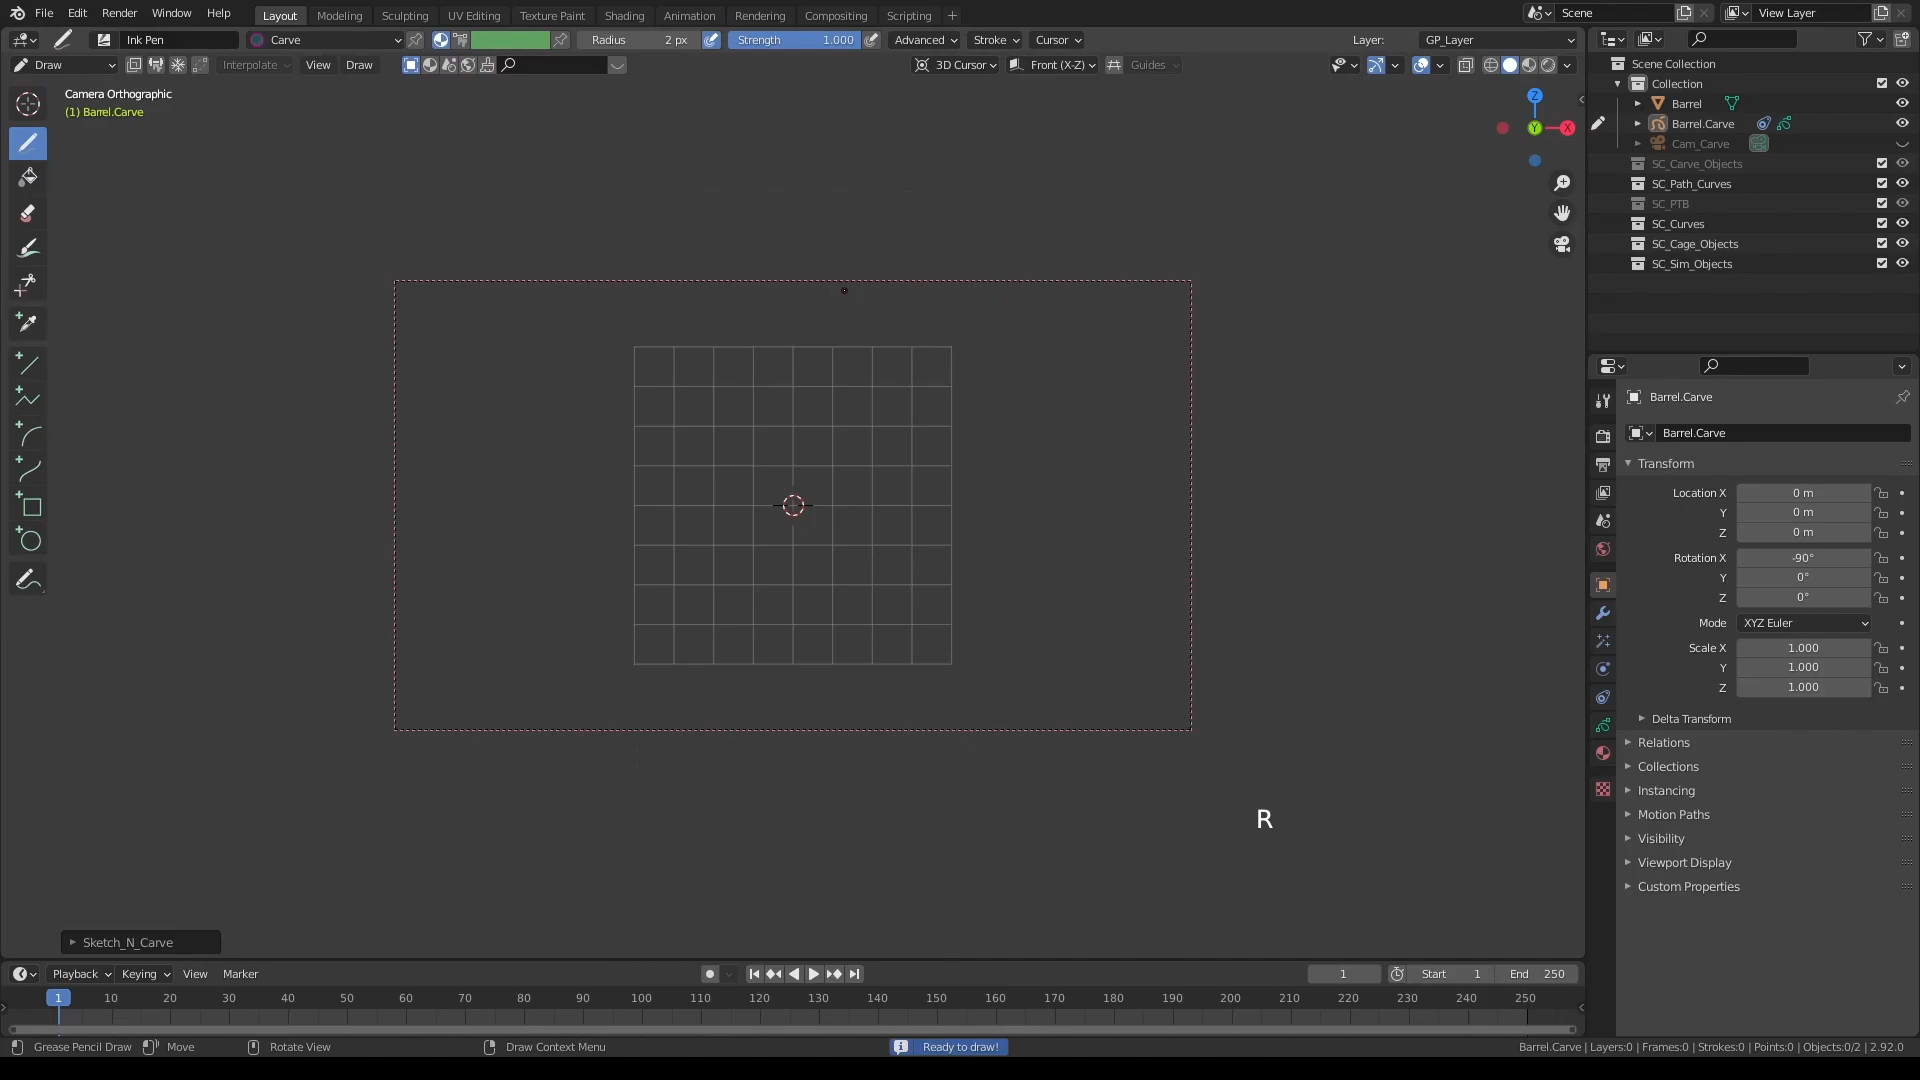 File Edit Render Window Help Layout Modeling Sculpting UV Editing Texture Paint Shading Animation Rendering Compositing Scripting Scene View Layer
Ink Pen Carve Radius 2 px Strength 1.000 Advanced Stroke Cursor Layer: GP_Layer
Draw Interpolate View Draw 3D Cursor Front (X-Z) Guides
Camera Orthographic
(1) Barrel.Carve
Z
Y
X
R
Sketch_N_Carve
Scene Collection
Collection
Barrel
Barrel.Carve
Cam_Carve
SC_Carve_Objects
SC_Path_Curves
SC_PTB
SC_Curves
SC_Cage_Objects
SC_Sim_Objects
Barrel.Carve
Barrel.Carve
Transform
Location X 0 m
Y 0 m
Z 0 m
Rotation X -90°
Y 0°
Z 0°
Mode XYZ Euler
Scale X 1.000
Y 1.000
Z 1.000
Delta Transform
Relations
Collections
Instancing
Motion Paths
Visibility
Viewport Display
Custom Properties
Playback Keying View Marker 1 Start 1 End 250
1 10 20 30 40 50 60 70 80 90 100 110 120 130 140 150 160 170 180 190 200 210 220 230 240 250
Grease Pencil Draw Move Rotate View Draw Context Menu Ready to draw! Barrel.Carve | Layers:0 | Frames:0 | Strokes:0 | Points:0 | Objects:0/2 | 2.92.0